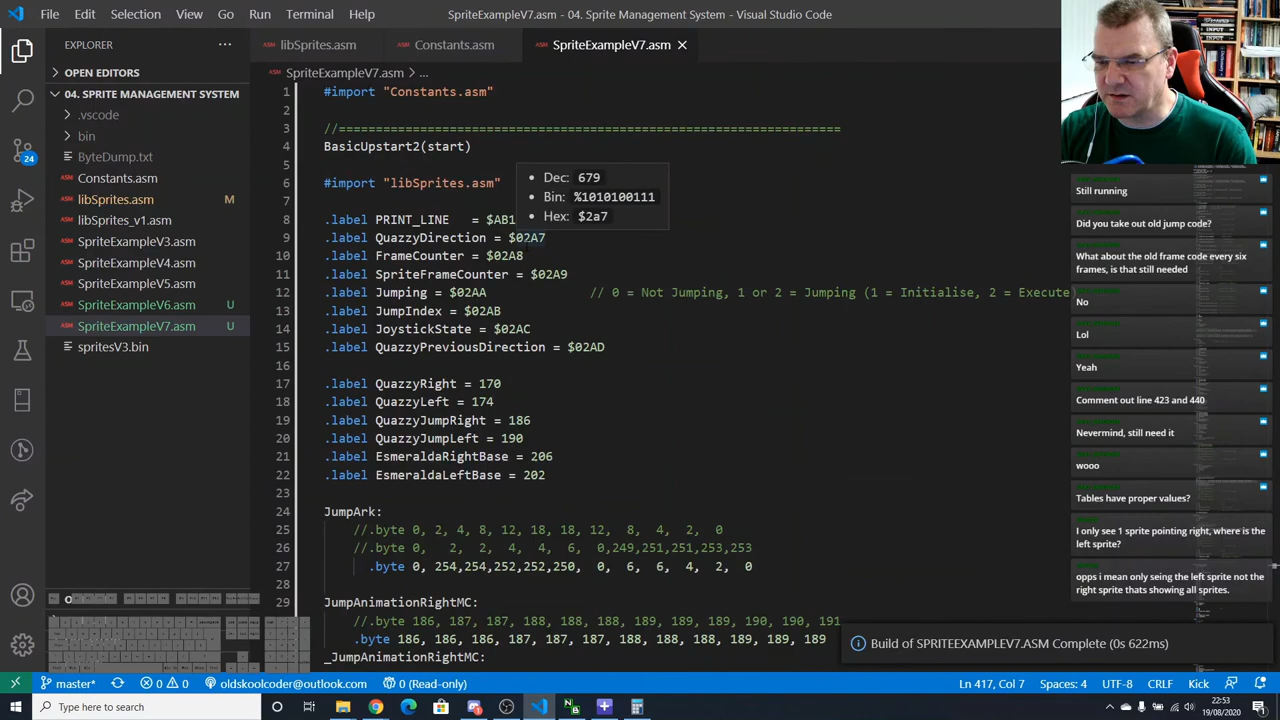 File Edit Selection View Go Run Terminal Help
SpriteExampleV7.asm - 04. Sprite Management System - Visual Studio Code
EXPLORER
OPEN EDITORS
04. SPRITE MANAGEMENT SYSTEM
.vscode
bin
ByteDump.txt
Constants.asm
libSprites.asm M
libSprites_v1.asm
SpriteExampleV3.asm
SpriteExampleV4.asm
SpriteExampleV5.asm
SpriteExampleV6.asm U
SpriteExampleV7.asm U
spritesV3.bin
24
ASM libSprites.asm
ASM Constants.asm
ASM SpriteExampleV7.asm
ASM SpriteExampleV7.asm > ...
1 #import "Constants.asm"
2
3 //====================================================================
4 BasicUpstart2(start)
5
6 #import "libSprites.asm"
7
8 .label PRINT_LINE = $AB1
9 .label QuazzyDirection = $02A7
10 .label FrameCounter = $02A8
11 .label SpriteFrameCounter = $02A9
12 .label Jumping = $02AA // 0 = Not Jumping, 1 or 2 = Jumping (1 = Initialise, 2 = Execute)
13 .label JumpIndex = $02AB
14 .label JoystickState = $02AC
15 .label QuazzyPreviousDirection = $02AD
16
17 .label QuazzyRight = 170
18 .label QuazzyLeft = 174
19 .label QuazzyJumpRight = 186
20 .label QuazzyJumpLeft = 190
21 .label EsmeraldaRightBase = 206
22 .label EsmeraldaLeftBase = 202
23
24 JumpArk:
25 //.byte 0, 2, 4, 8, 12, 18, 18, 12, 8, 4, 2, 0
26 //.byte 0, 2, 2, 4, 4, 6, 0,249,251,251,253,253
27 .byte 0, 254,252,252,250, 0, 0, 6, 6, 4, 2, 0
28
29 JumpAnimationRightMC:
//.byte 186, 186, 187, 187, 188, 188, 188, 189, 189, 190, 190, 191
.byte 186, 186, 186, 187, 187, 187, 188, 188, 188, 189, 189, 189
_JumpAnimationRightMC:
Dec: 679
Bin: %1010100111
Hex: $2a7
Still running
Did you take out old jump code?
What about the old frame code every six
frames, is that still needed
No
Lol
Yeah
Comment out line 423 and 440
Nevermind, still need it
wooo
Tables have proper values?
I only see 1 sprite pointing right, where is the
left sprite?
opps i mean only seing the left sprite not the
right sprite thats showing all sprites.
Build of SPRITEEXAMPLEV7.ASM Complete (0s 622ms)
master* 0 0 oldskoolcoder@outlook.com 0 (Read-only)
Ln 417, Col 7 Spaces: 4 UTF-8 CRLF ASM Kick
Type here to search
22:53
19/08/2020